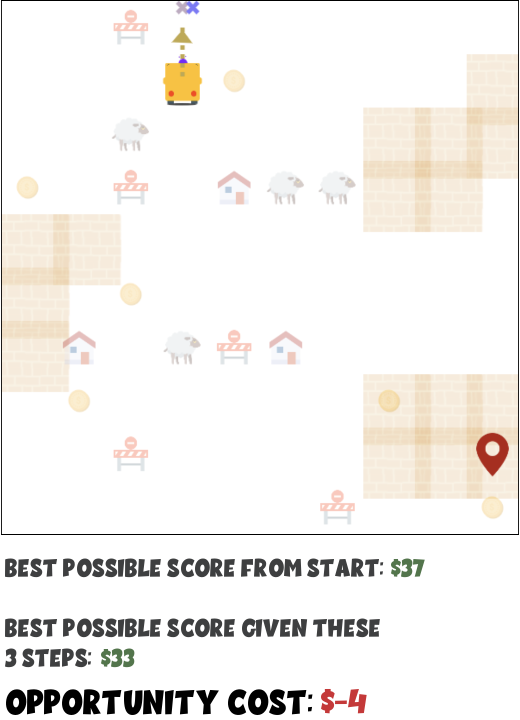 BEST POSSIBLE SCORE FROM START: $37
BEST POSSIBLE SCORE GIVEN THESE
3 STEPS: $33
OPPORTUNITY COST: $-4